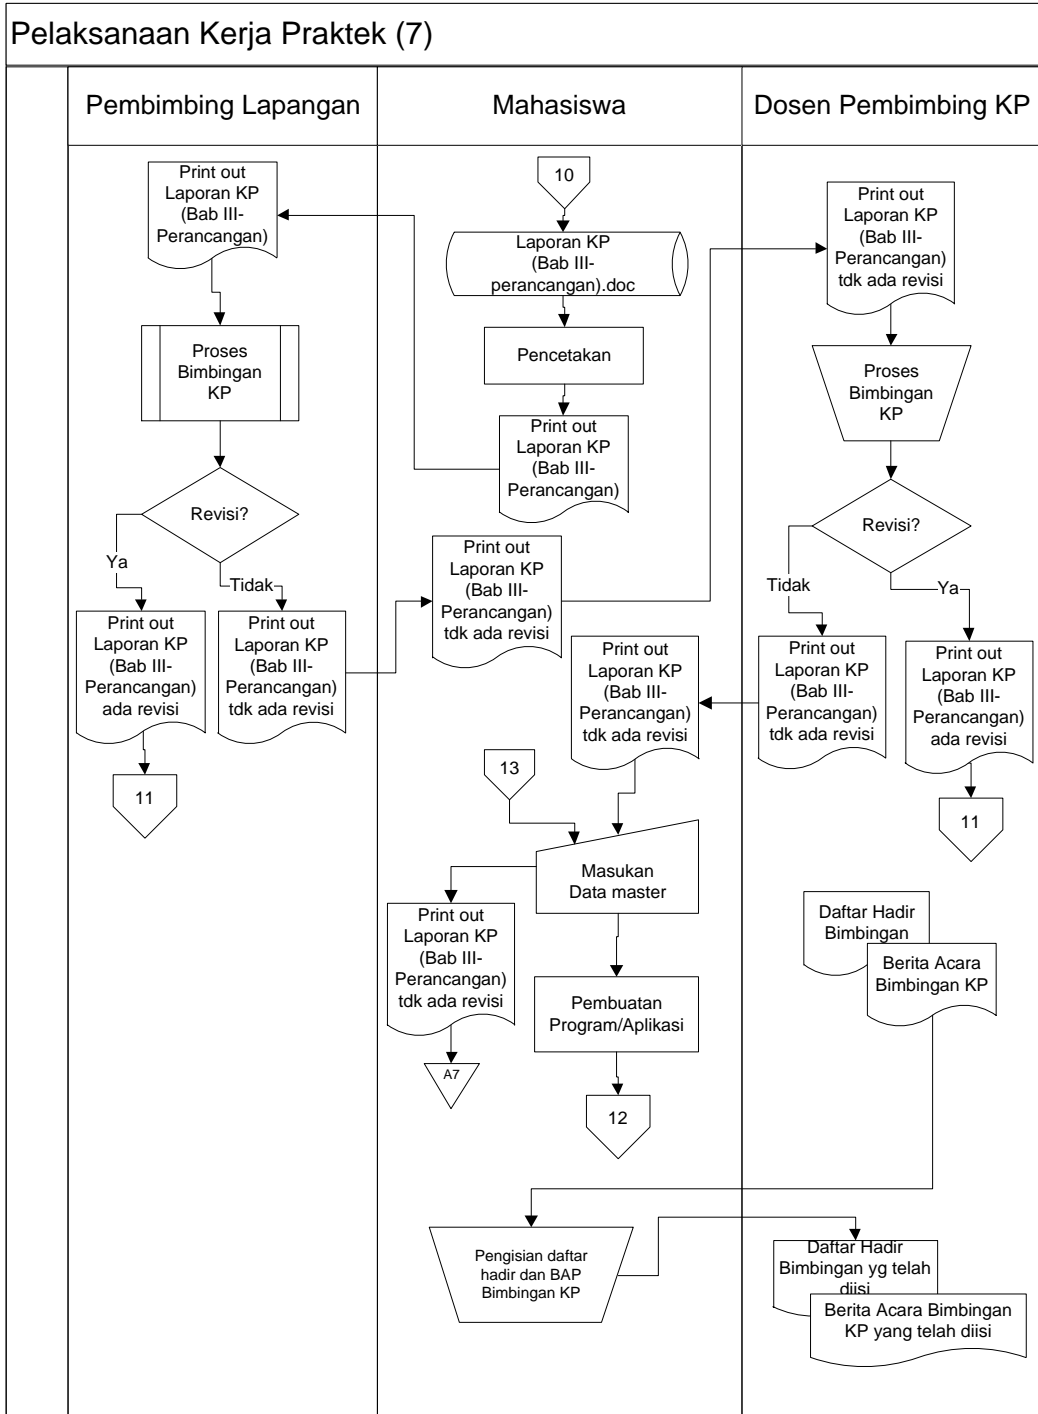 Pelaksanaan Kerja Praktek (7)
Pembimbing Lapangan
Mahasiswa
Dosen Pembimbing KP
Print out
Laporan KP
(Bab III-
Perancangan)
Proses
Bimbingan
KP
Revisi?
Ya
Tidak
Print out
Laporan KP
(Bab III-
Perancangan)
ada revisi
Print out
Laporan KP
(Bab III-
Perancangan)
tdk ada revisi
11
10
Laporan KP
(Bab III-
perancangan).doc
Pencetakan
Print out
Laporan KP
(Bab III-
Perancangan)
Print out
Laporan KP
(Bab III-
Perancangan)
tdk ada revisi
Print out
Laporan KP
(Bab III-
Perancangan)
tdk ada revisi
13
Masukan
Data master
Print out
Laporan KP
(Bab III-
Perancangan)
tdk ada revisi
A7
Pembuatan
Program/Aplikasi
12
Pengisian daftar
hadir dan BAP
Bimbingan KP
Print out
Laporan KP
(Bab III-
Perancangan)
tdk ada revisi
Proses
Bimbingan
KP
Revisi?
Tidak
Ya
Print out
Laporan KP
(Bab III-
Perancangan)
tdk ada revisi
Print out
Laporan KP
(Bab III-
Perancangan)
ada revisi
11
Daftar Hadir
Bimbingan
Berita Acara
Bimbingan KP
Daftar Hadir
Bimbingan yg telah
diisi
Berita Acara Bimbingan
KP yang telah diisi